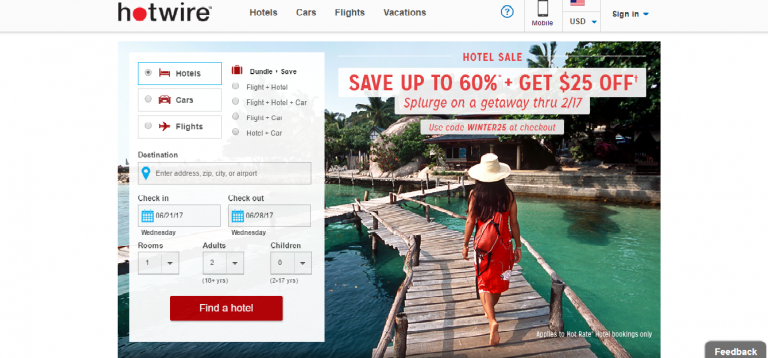 hotwire™
Hotels
Cars
Flights
Vacations
?
Mobile
USD
Sign in
Hotels
Cars
Flights
Bundle + Save
Flight + Hotel
Flight + Hotel + Car
Flight + Car
Hotel + Car
Destination
Enter address, zip, city, or airport
Check in
Check out
06/21/17
06/28/17
Wednesday
Wednesday
Rooms
Adults
Children
1
2
0
(18+ yrs)
(2-17 yrs)
Find a hotel
HOTEL SALE
SAVE UP TO 60%* + GET $25 OFF†
Splurge on a getaway thru 2/17
Use code WINTER25 at checkout
Applies to Hot Rate® Hotel bookings only
Feedback